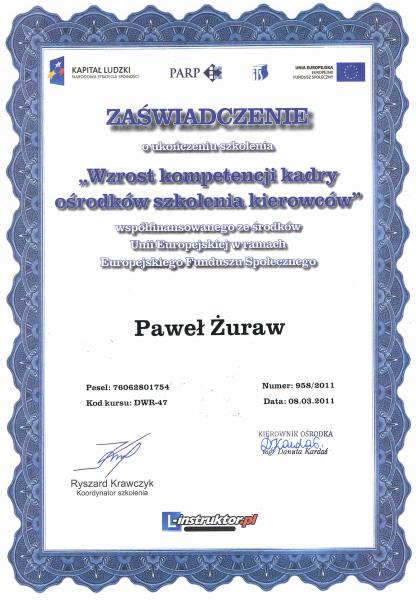 KAPITAŁ LUDZKI
NARODOWA STRATEGIA SPÓJNOŚCI
PARP
UNIA EUROPEJSKA
EUROPEJSKI
FUNDUSZ SPOŁECZNY
ZAŚWIADCZENIE
o ukończeniu szkolenia
„Wzrost kompetencji kadry
ośrodków szkolenia kierowców”
współfinansowanego ze środków
Unii Europejskiej w ramach
Europejskiego Funduszu Społecznego
Paweł Żuraw
Pesel: 76062801754
Kod kursu: DWR-47
Numer: 958/2011
Data: 08.03.2011
KIEROWNIK OŚRODKA
DKardaś
mgr Danuta Kardaś
Ryszard Krawczyk
Koordynator szkolenia
L-instruktor.pl